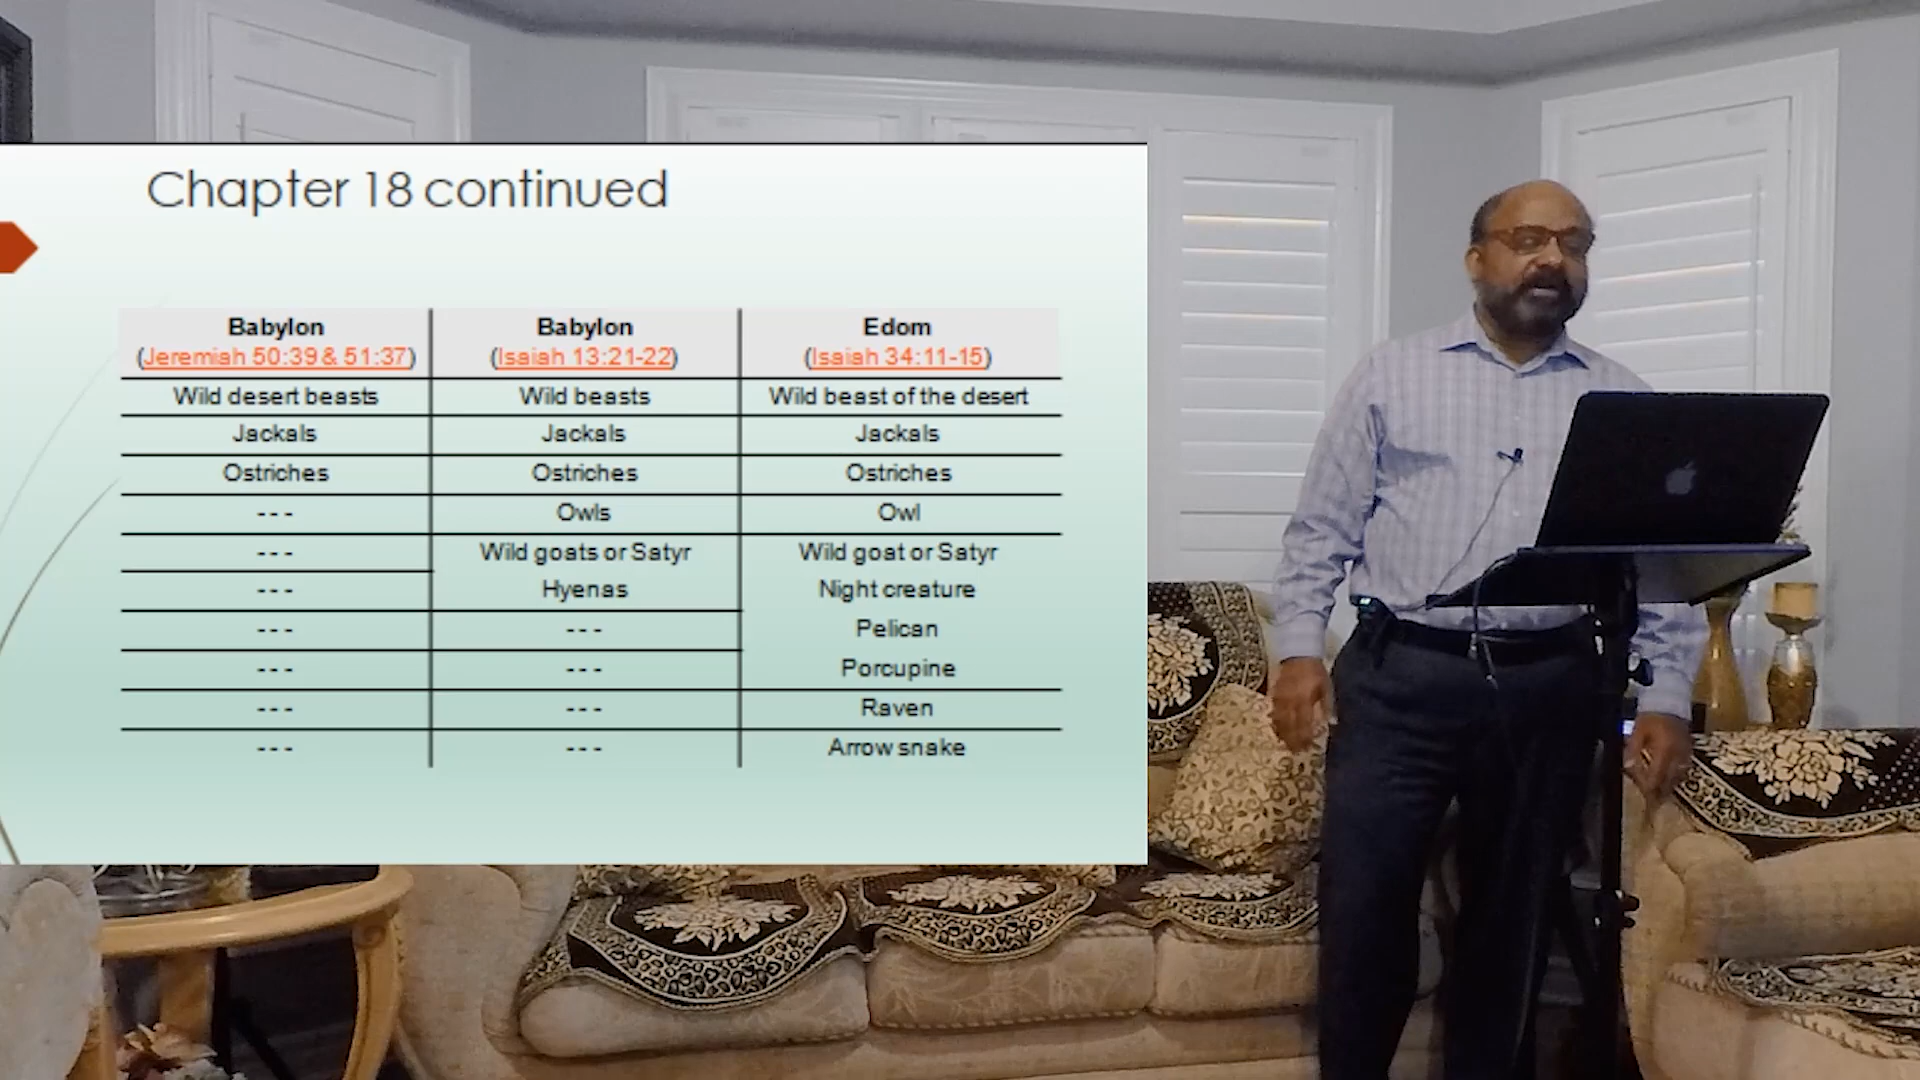 Chapter 18 continued
Babylon Babylon Edom
(Jeremiah 50:39 & 51:37) (Isaiah 13:21-22) (Isaiah 34:11-15)
Wild desert beasts Wild beasts Wild beast of the desert
Jackals Jackals Jackals
Ostriches Ostriches Ostriches
- - - Owls Owl
- - - Wild goats or Satyr Wild goat or Satyr
- - - Hyenas Night creature
- - - - - - Pelican
- - - - - - Porcupine
- - - - - - Raven
- - - - - - Arrow snake